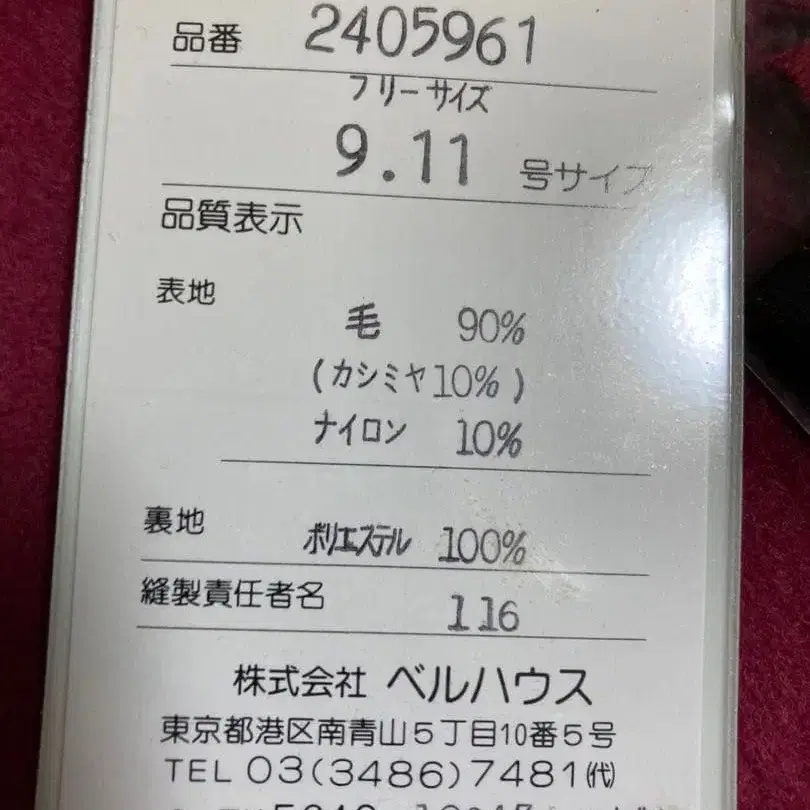 品番 2405961
フリーサイズ
9.11 号サイズ
品質表示
表地
毛 90%
(カシミヤ10%)
ナイロン 10%
裏地 ポリエステル 100%
縫製責任者名 116
株式会社 ベルハウス
東京都港区南青山5丁目10番5号
TEL 03(3486)7481㈹